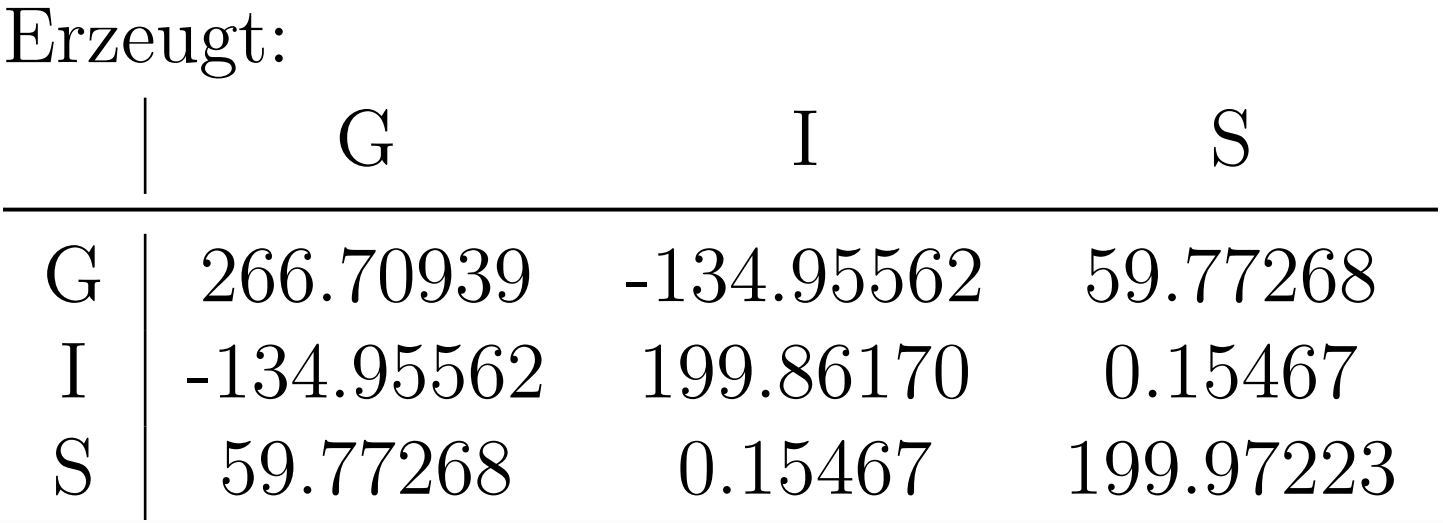 Erzeugt:
G I S
G 266.70939 -134.95562 59.77268
I -134.95562 199.86170 0.15467
S 59.77268 0.15467 199.97223